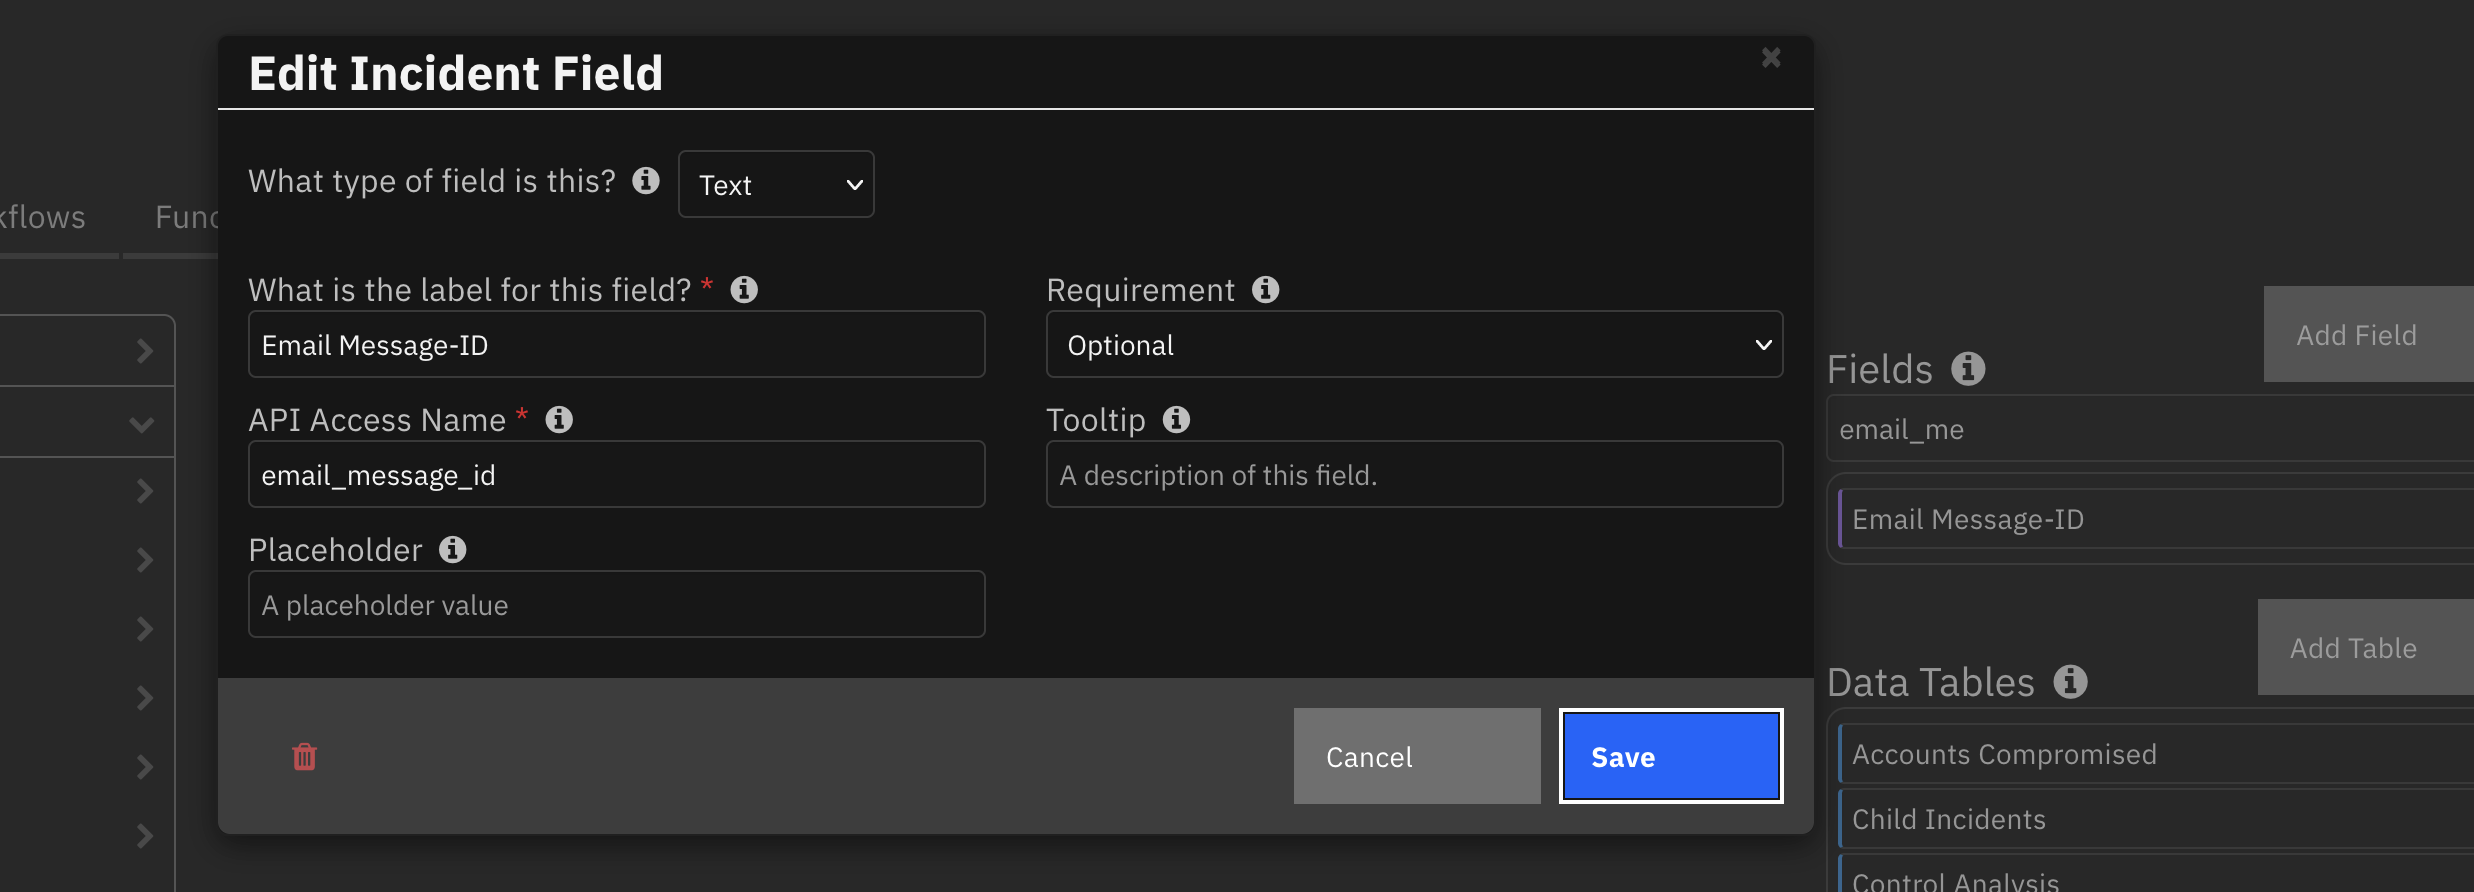 Edit Incident Field
What type of field is this?
Text
What is the label for this field? *
Email Message-ID
Requirement
Optional
API Access Name *
email_message_id
Tooltip
A description of this field.
Placeholder
A placeholder value
Cancel
Save
kflows
Func
Fields
Add Field
email_me
Email Message-ID
Data Tables
Add Table
Accounts Compromised
Child Incidents
Control Analysis